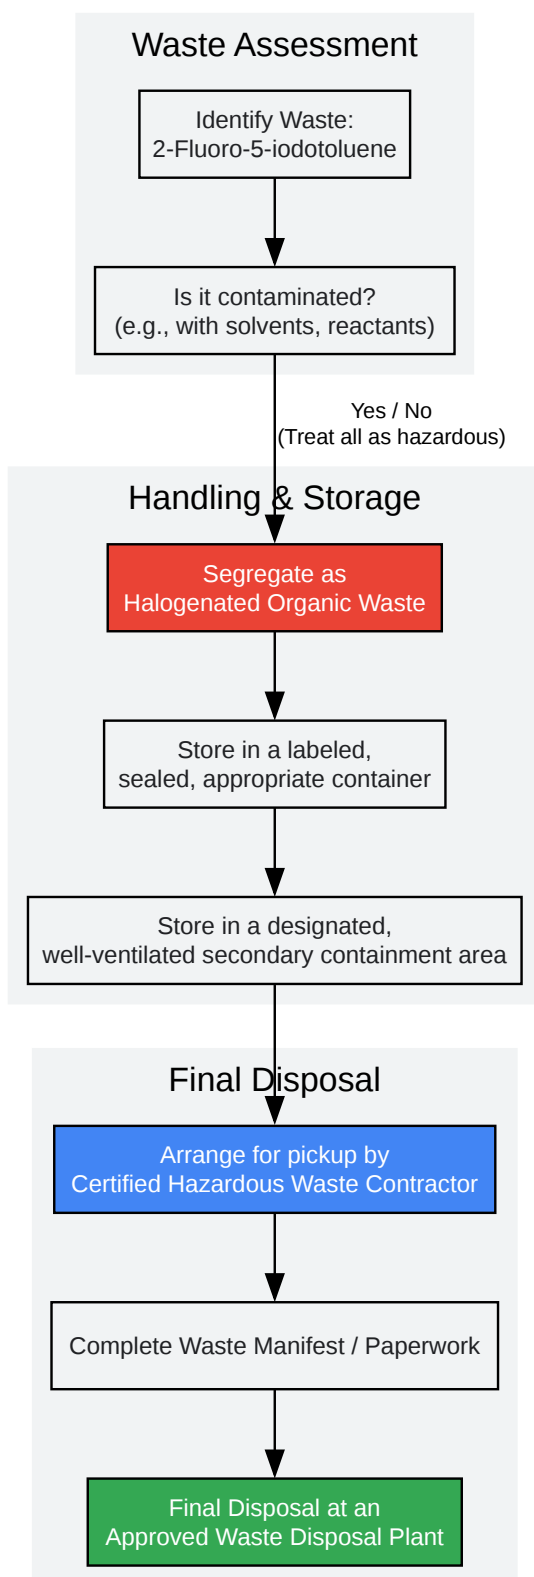 Waste Assessment
Identify Waste:
2-Fluoro-5-iodotoluene
Is it contaminated?
(e.g., with solvents, reactants)
Yes / No
(Treat all as hazardous)
Handling & Storage
Segregate as
Halogenated Organic Waste
Store in a labeled,
sealed, appropriate container
Store in a designated,
well-ventilated secondary containment area
Final Disposal
Arrange for pickup by
Certified Hazardous Waste Contractor
Complete Waste Manifest / Paperwork
Final Disposal at an
Approved Waste Disposal Plant